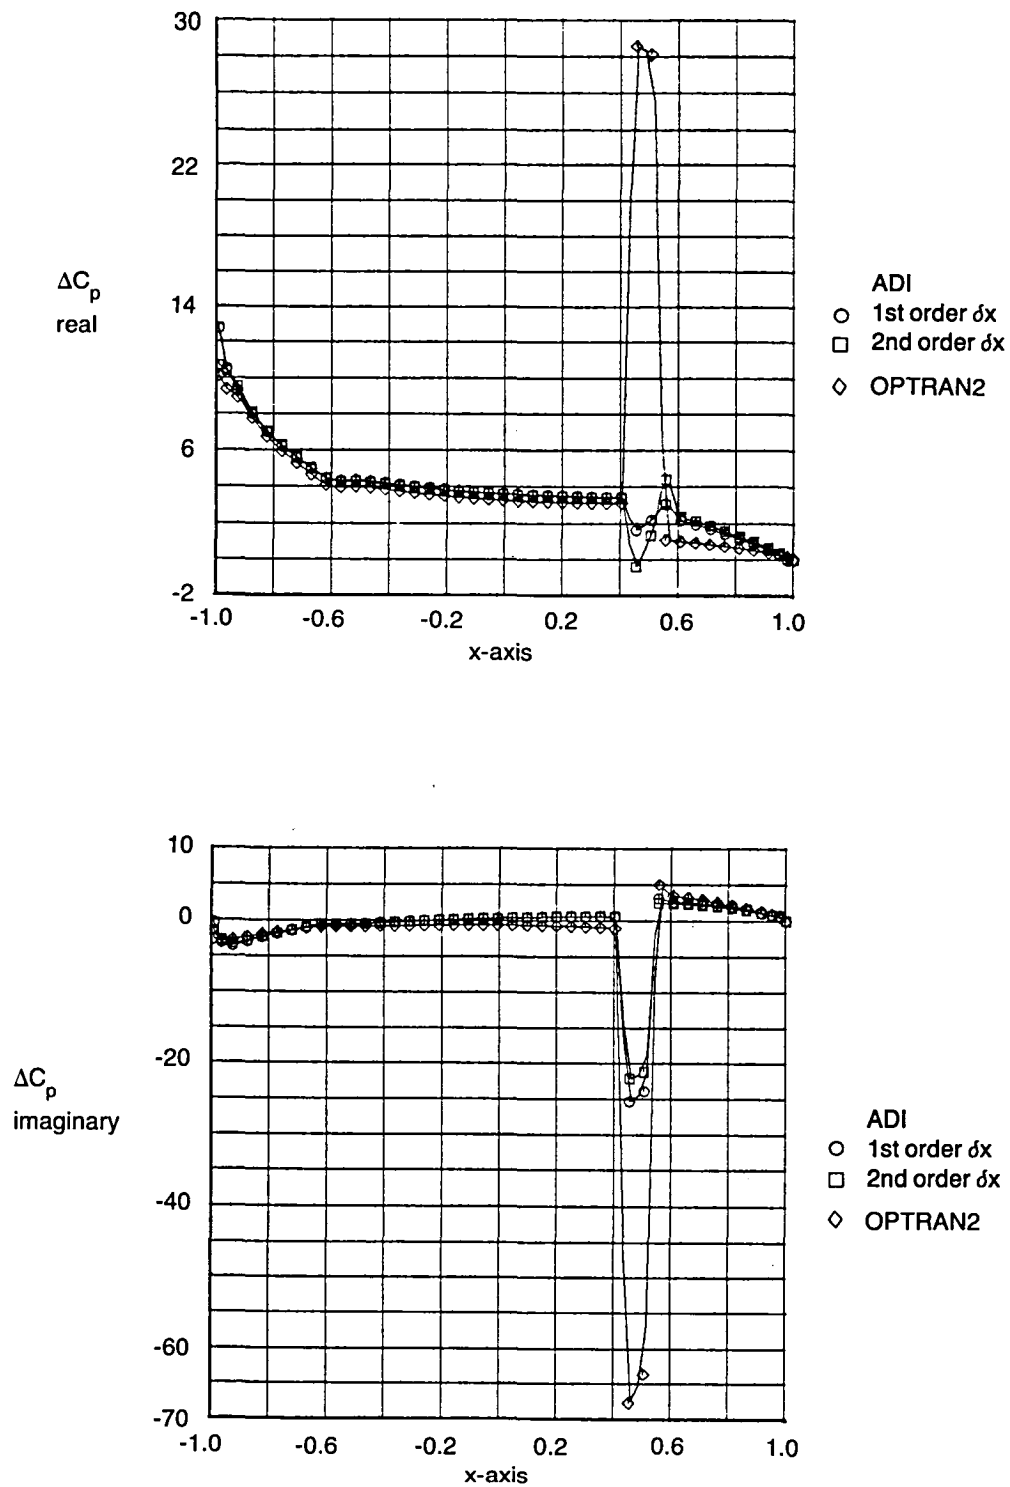 30
22
ΔCp
real
14
6
-2
-1.0 -0.6 -0.2 0.2 0.6 1.0
x-axis
ADI
1st order δx
2nd order δx
OPTRAN2
10
0
-20
ΔCp
imaginary
-40
-60
-70
-1.0 -0.6 -0.2 0.2 0.6 1.0
x-axis
ADI
1st order δx
2nd order δx
OPTRAN2